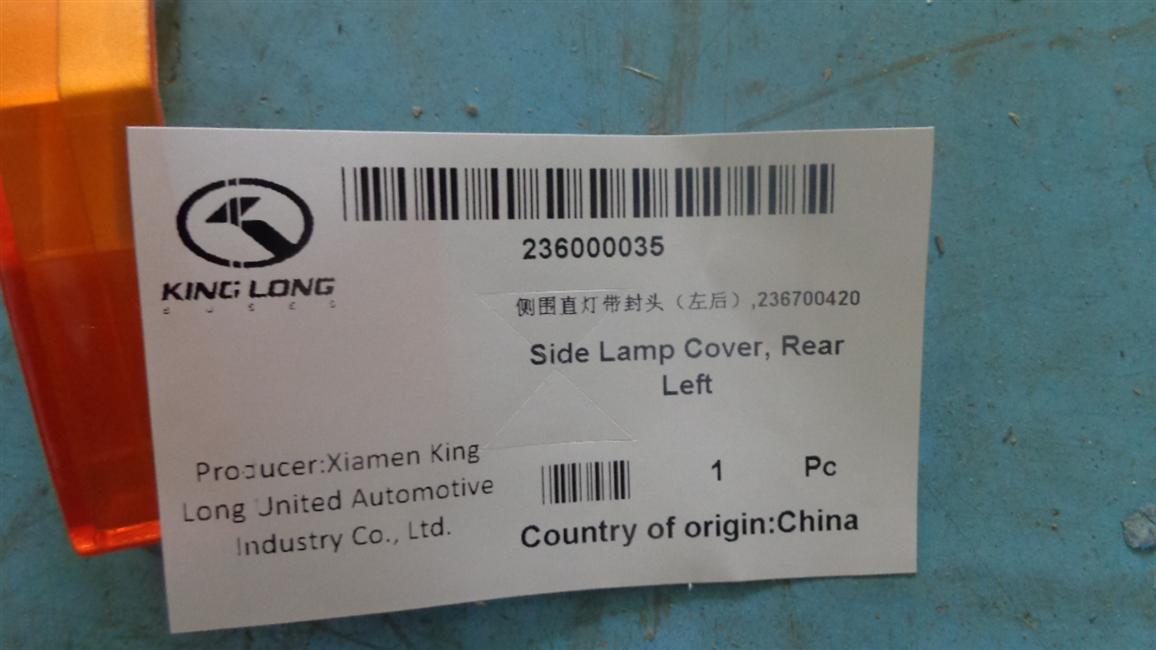 KING LONG
BUSES
236000035
侧围直灯带封头（左后）,236700420
Side Lamp Cover, Rear
Left
Producer:Xiamen King
Long United Automotive
Industry Co., Ltd.
1 Pc
Country of origin:China